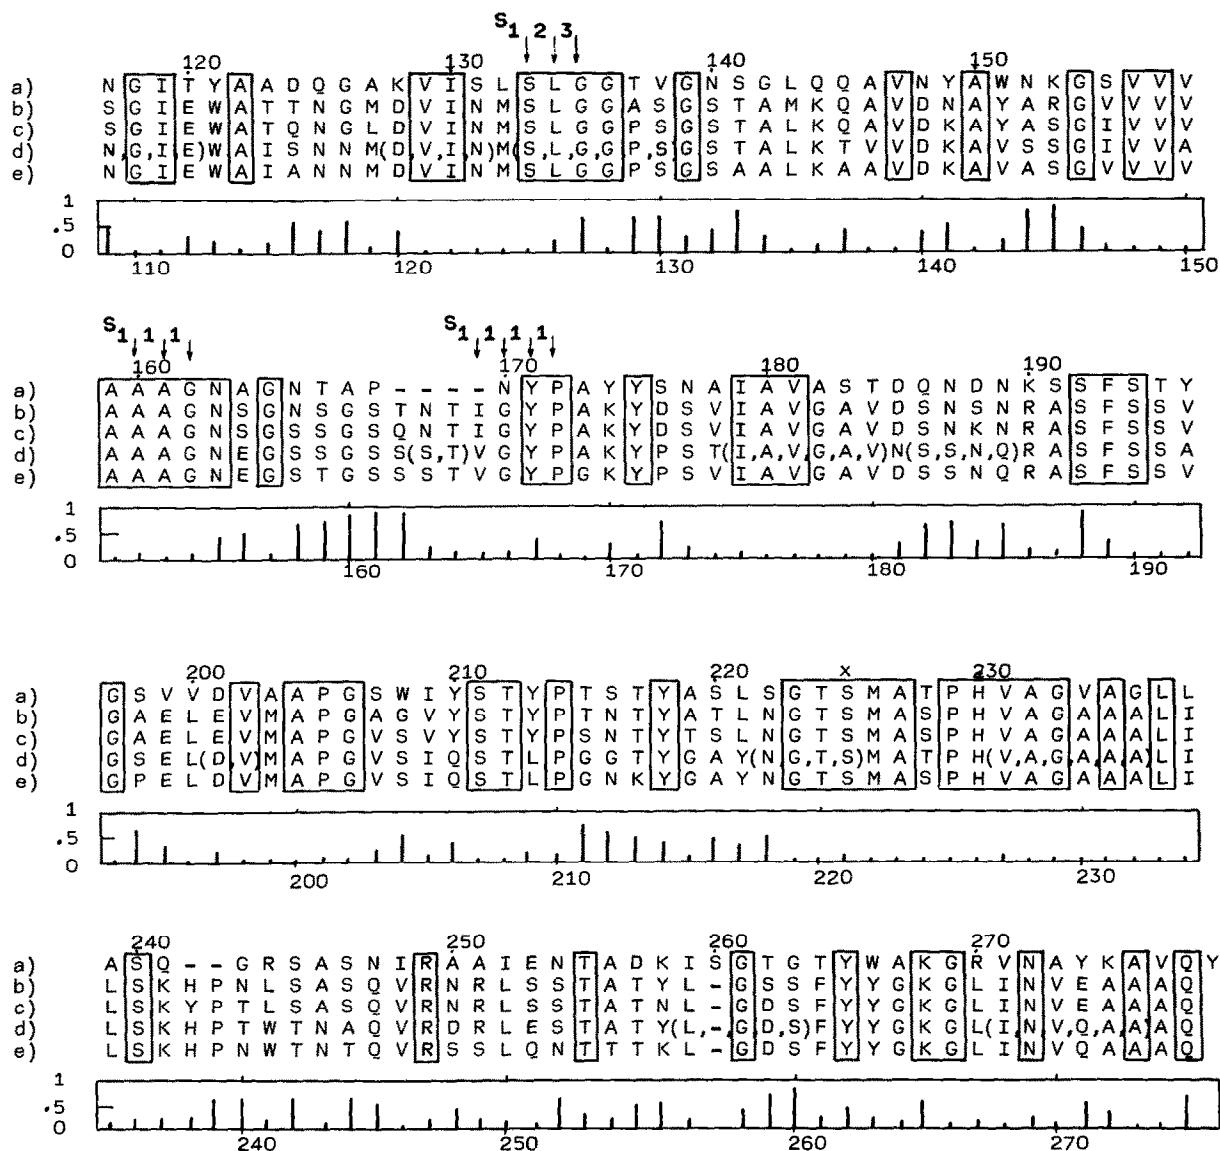 S1 2 3
120 130 140 150
a) N G I T Y A A D Q G A K V I S L S L G G T V G N S G L Q Q A V N Y A W N K G S V V V
b) S G I E W A T T N G M D V I N M S L G G A S G S T A M K Q A V D N A Y A R G V V V V
c) S G I E W A T Q N G L D V I N M S L G G P S G S T A L K Q A V D K A Y A S G I V V V
d) N,G,I,E)W A I S N N M(D,V,I,N)M(S,L,G,G,P,S,G S T A L K T V V D K A V S S G I V V A
e) N G I E W A I A N N M D V I N M S L G G P S G S A A L K A A V D K A V A S G V V V V
1
.5
0
110 120 130 140 150
S1 1 1 S1 1 1 1
160 170 180 190
a) A A A G N A G N T A P - - - - N Y P A Y Y S N A I A V A S T D Q N D N K S S F S T Y
b) A A A G N S G N S G S T N T I G Y P A K Y D S V I A V G A V D S N S N R A S F S S V
c) A A A G N S G S S G S Q N T I G Y P A K Y D S V I A V G A V D S N K N R A S F S S V
d) A A A G N E G S S G S S(S,T)V G Y P A K Y P S T(I,A,V,G,A,V)N(S,S,N,Q)R A S F S S A
e) A A A G N E G S T G S S S T V G Y P G K Y P S V I A V G A V D S S N Q R A S F S S V
1
.5
0
160 170 180 190
200 210 220 x 230
a) G S V V D V A A P G S W I Y S T Y P T S T Y A S L S G T S M A T P H V A G V A G L L
b) G A E L E V M A P G A G V Y S T Y P T N T Y A T L N G T S M A S P H V A G A A A L I
c) G A E L E V M A P G V S V Y S T Y P S N T Y T S L N G T S M A S P H V A G A A A L I
d) G S E L(D,V)M A P G V S I Q S T L P G G T Y G A Y(N,G,T,S)M A T P H(V,A,G,A,A,A)L I
e) G P E L D V M A P G V S I Q S T L P G N K Y G A Y N G T S M A S P H V A G A A A L I
1
.5
0
200 210 220 230
240 250 260 270
a) A S Q - - G R S A S N I R A A I E N T A D K I S G T G T Y W A K G R V N A Y K A V Q Y
b) L S K H P N L S A S Q V R N R L S S T A T Y L - G S S F Y Y G K G L I N V E A A A Q
c) L S K Y P T L S A S Q V R N R L S S T A T N L - G D S F Y Y G K G L I N V E A A A Q
d) L S K H P T W T N A Q V R D R L E S T A T Y(L,-,G,D,S)F Y Y G K G L(I,N,V,Q,A,A,A Q
e) L S K H P N W T N T Q V R S S L Q N T T T K L - G D S F Y Y G K G L I N V Q A A A Q
1
.5
0
240 250 260 270